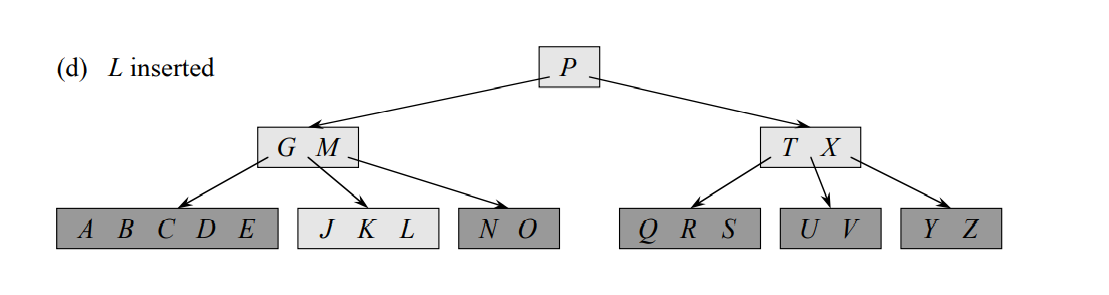 (d) L inserted
P
G M
T X
A B C D E
J K L
N O
Q R S
U V
Y Z